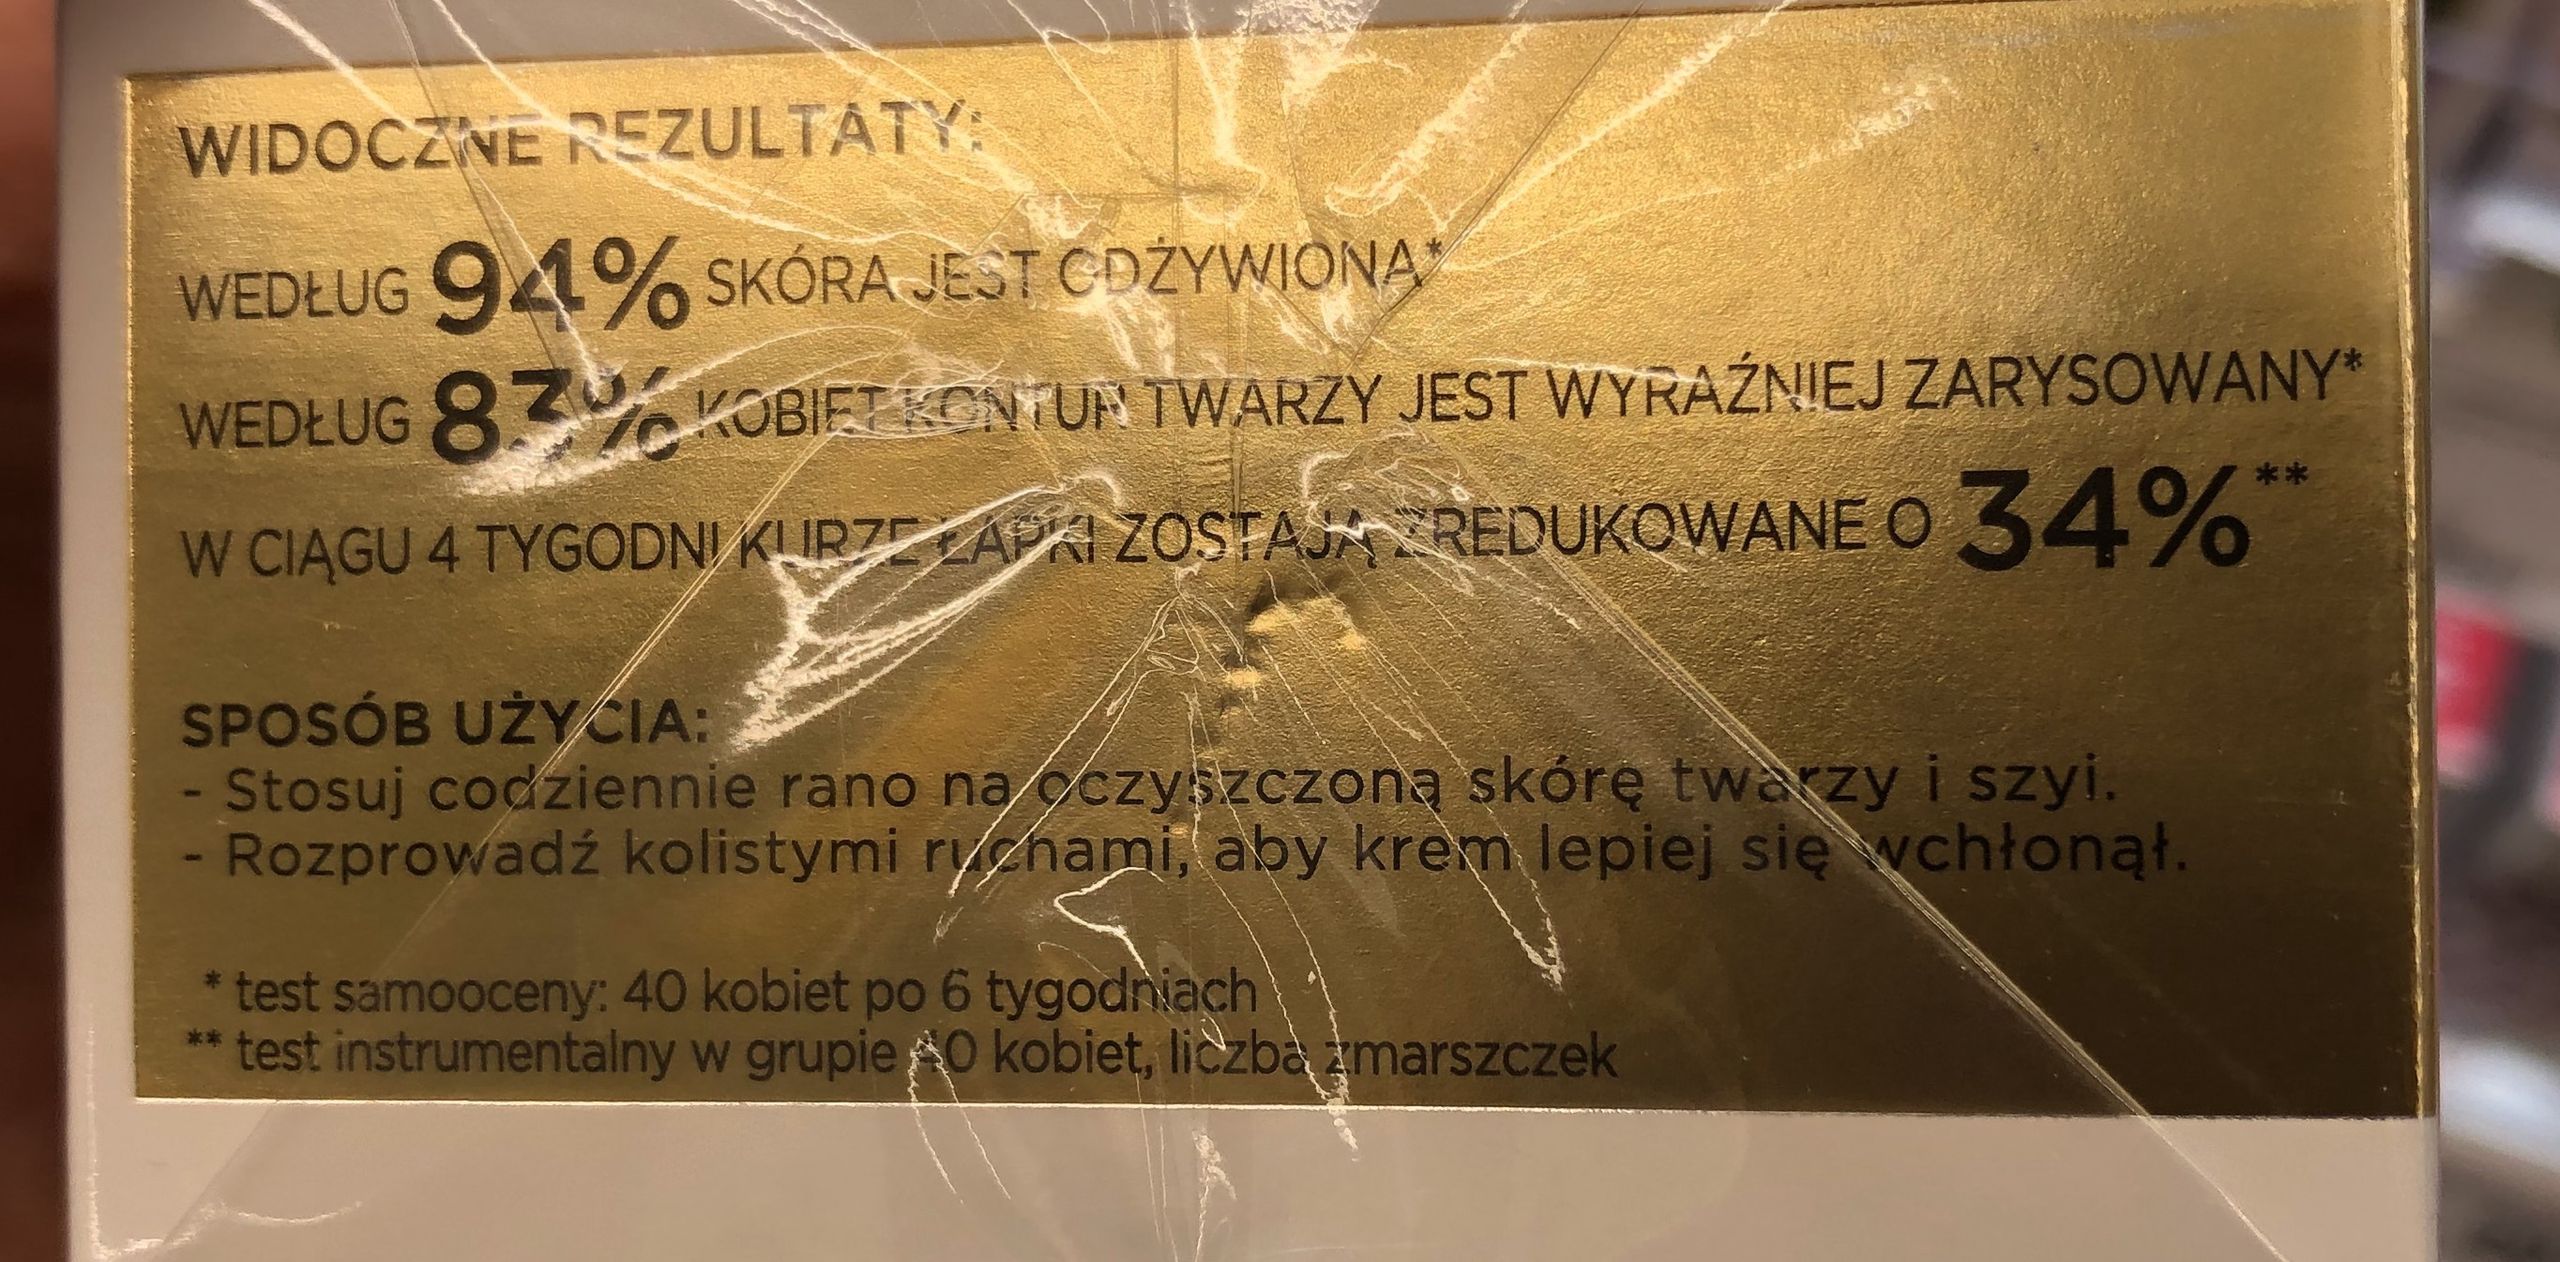 WIDOCZNE REZULTATY:
WEDŁUG 94% SKÓRA JEST ODŻYWIONA*
WEDŁUG 83% KOBIET KONTUR TWARZY JEST WYRAŹNIEJ ZARYSOWANY*
W CIĄGU 4 TYGODNI KURZE ŁAPKI ZOSTAJĄ ZREDUKOWANE O 34%**
SPOSÓB UŻYCIA:
- Stosuj codziennie rano na oczyszczoną skórę twarzy i szyi.
- Rozprowadź kolistymi ruchami, aby krem lepiej się wchłonął.
* test samooceny: 40 kobiet po 6 tygodniach
** test instrumentalny w grupie 40 kobiet, liczba zmarszczek